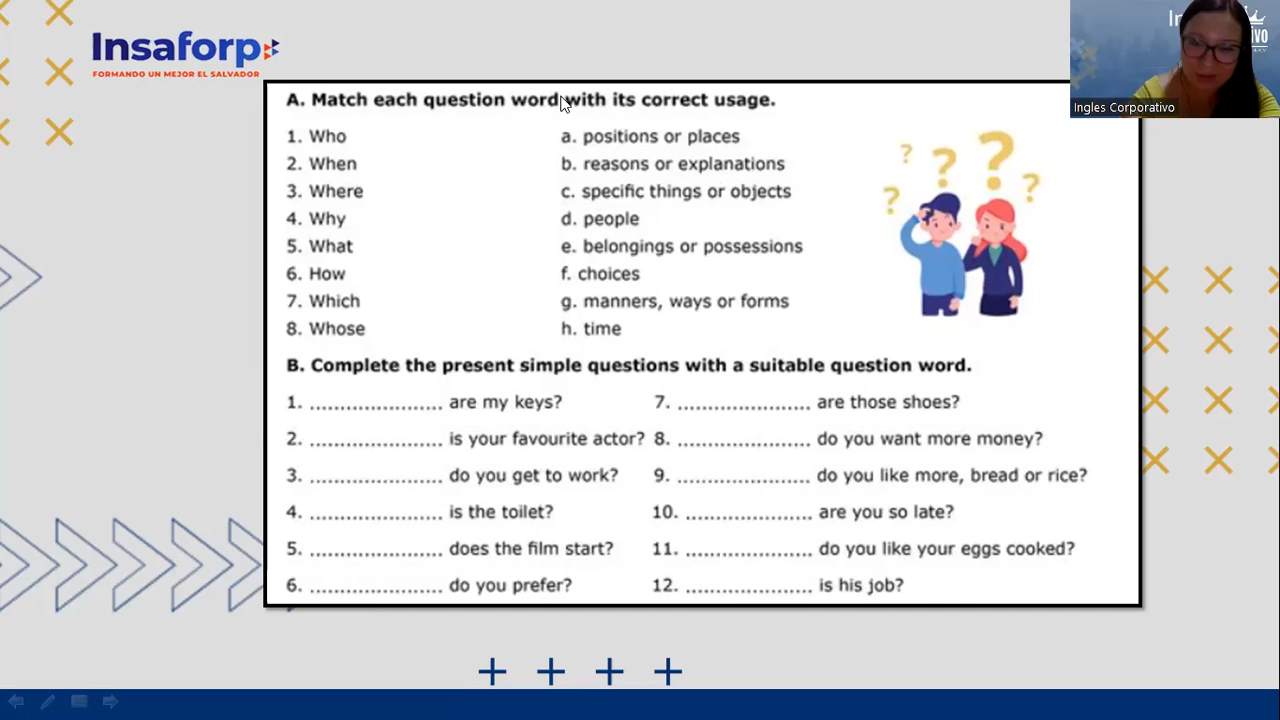 Insaforp
FORMANDO UN MEJOR EL SALVADOR
Ingles Corporativo
A. Match each question word with its correct usage.
1. Who
2. When
3. Where
4. Why
5. What
6. How
7. Which
8. Whose
a. positions or places
b. reasons or explanations
c. specific things or objects
d. people
e. belongings or possessions
f. choices
g. manners, ways or forms
h. time
B. Complete the present simple questions with a suitable question word.
1. ...................... are my keys?
2. ...................... is your favourite actor?
3. ...................... do you get to work?
4. ...................... is the toilet?
5. ...................... does the film start?
6. ...................... do you prefer?
7. ...................... are those shoes?
8. ...................... do you want more money?
9. ...................... do you like more, bread or rice?
10. ..................... are you so late?
11. ..................... do you like your eggs cooked?
12. ..................... is his job?